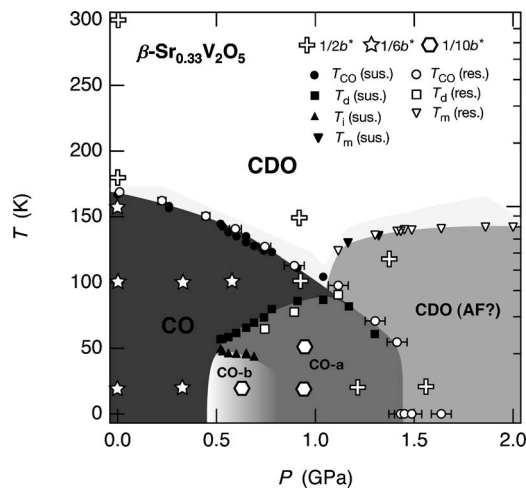 300
250
200
150
100
50
0
T (K)
β-Sr0.33V2O5
1/2b* 1/6b* 1/10b*
TCO (sus.) TCO (res.)
Td (sus.) Td (res.)
Ti (sus.) Tm (res.)
Tm (sus.)
CDO
CO
CO-b
CO-a
CDO (AF?)
0.0 0.5 1.0 1.5 2.0
P (GPa)